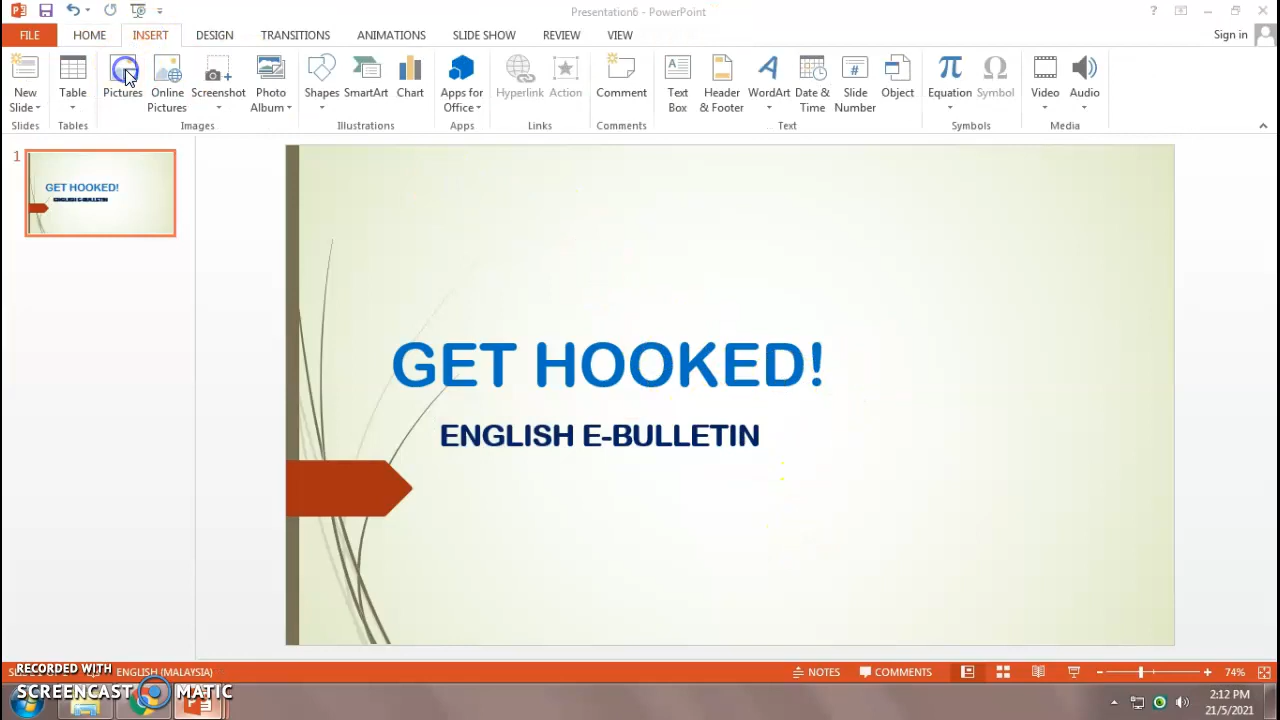 Presentation6 - PowerPoint
FILE HOME INSERT DESIGN TRANSITIONS ANIMATIONS SLIDE SHOW REVIEW VIEW Sign in
New Slide Table Pictures Online Pictures Screenshot Photo Album Shapes SmartArt Chart Apps for Office Hyperlink Action Comment Text Box Header & Footer WordArt Date & Time Slide Number Object Equation Symbol Video Audio
Slides Tables Images Illustrations Apps Links Comments Text Symbols Media
1
GET HOOKED!
ENGLISH E-BULLETIN
GET HOOKED!
ENGLISH E-BULLETIN
RECORDED WITH
ENGLISH (MALAYSIA) NOTES COMMENTS 74%
SCREENCAST MATIC
2:12 PM
21/5/2021